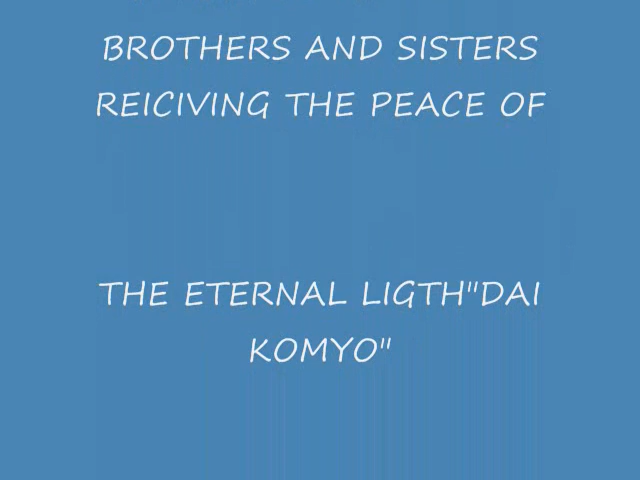 BROTHERS AND SISTERS
REICIVING THE PEACE OF
THE ETERNAL LIGTH"DAI
KOMYO"